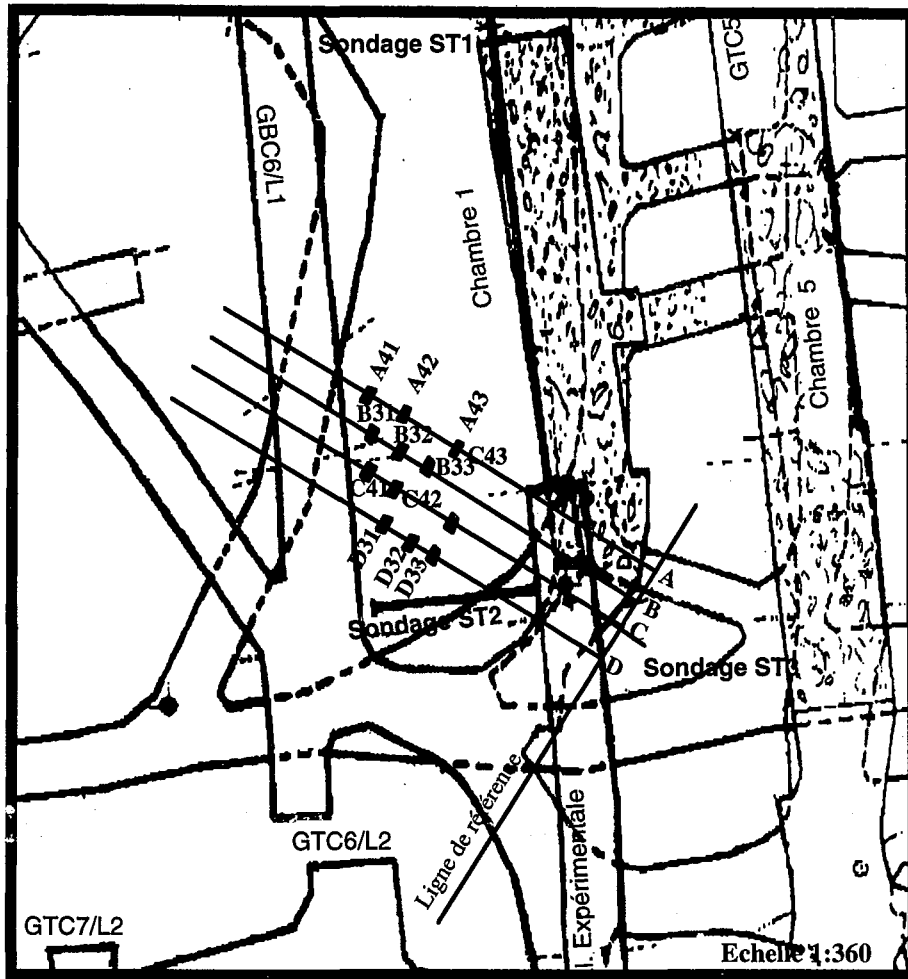 Sondage ST1
GTC5
GBC6/L1
Chambre 1
Chambre 5
A41
A42
A43
B31
B32
B33
C43
C41
C42
D31
D32
D33
A
B
C
D
Sondage ST2
Sondage ST
Ligne de référence
l. Expérimentale
GTC6/L2
GTC7/L2
Echelle 1:360